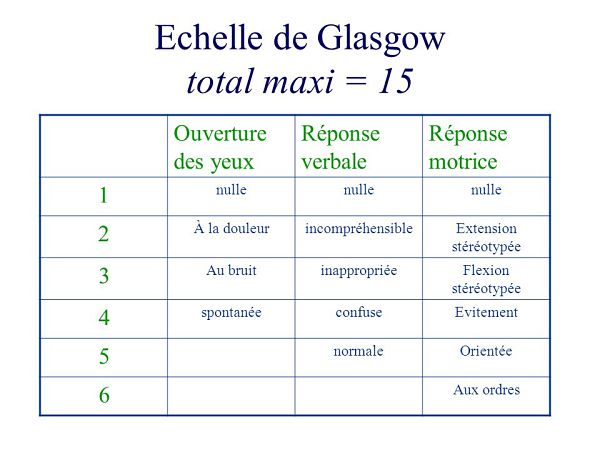 Echelle de Glasgow
total maxi = 15
Ouverture des yeux Réponse verbale Réponse motrice
1 nulle nulle nulle
2 À la douleur incompréhensible Extension stéréotypée
3 Au bruit inappropriée Flexion stéréotypée
4 spontanée confuse Evitement
5 normale Orientée
6 Aux ordres